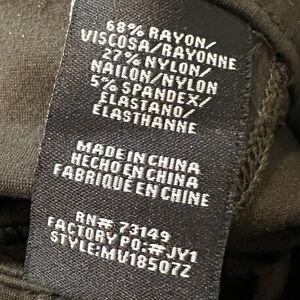 68% RAYON/
VISCOSA/RAYONNE
27% NYLON/
NAILON/NYLON
5% SPANDEX/
ELASTANO/
ELASTHANNE
MADE IN CHINA
HECHO EN CHINA
FABRIQUÉ EN CHINE
RN# 73149
FACTORY PO:# JY1
STYLE:MV18507Z